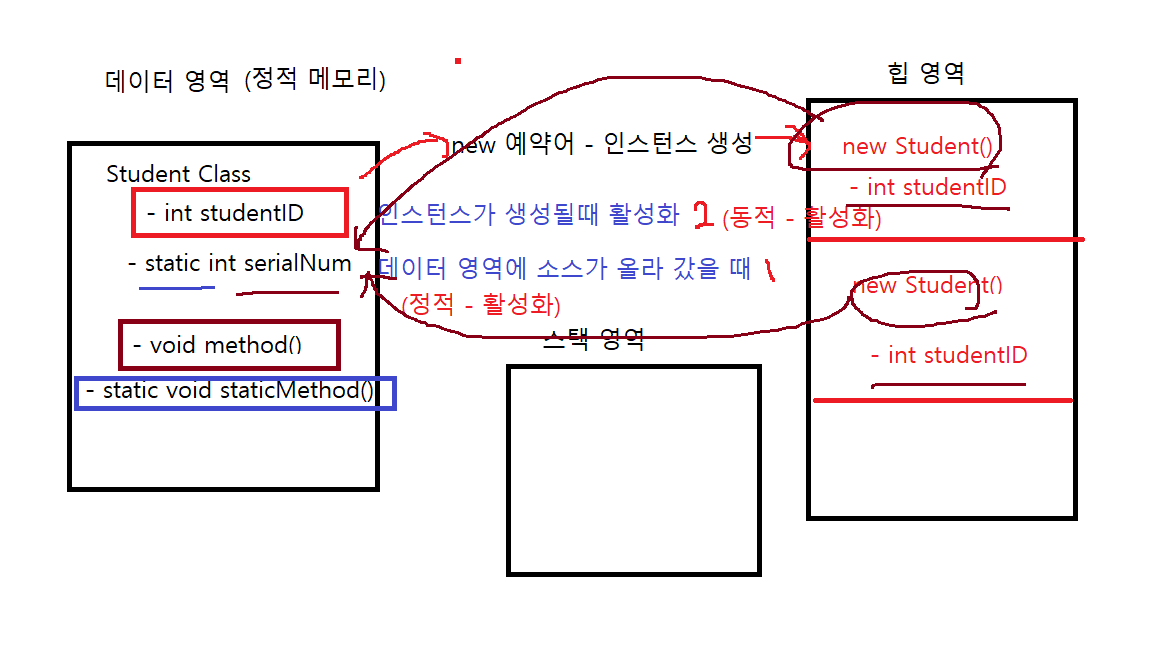 데이터 영역 (정적 메모리)
힙 영역
new 예약어 - 인스턴스 생성
new Student()
Student Class
- int studentID
- int studentID
인스턴스가 생성될때 활성화 2 (동적 - 활성화)
- static int serialNum
데이터 영역에 소스가 올라 갔을 때 1
(정적 - 활성화)
new Student()
스택 영역
- void method()
- int studentID
- static void staticMethod()